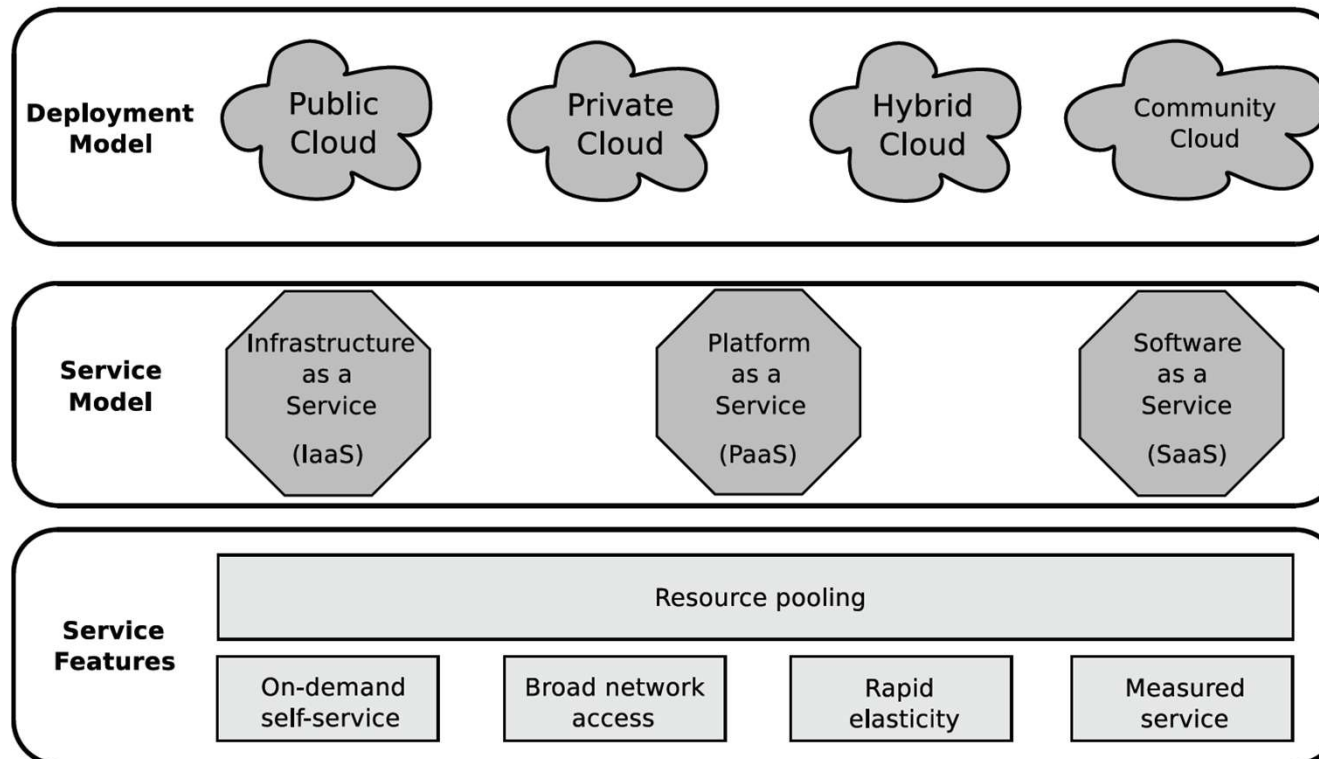 Deployment
Model
Public
Cloud
Private
Cloud
Hybrid
Cloud
Community
Cloud
Service
Model
Infrastructure
as a
Service
(IaaS)
Platform
as a
Service
(PaaS)
Software
as a
Service
(SaaS)
Service
Features
Resource pooling
On-demand
self-service
Broad network
access
Rapid
elasticity
Measured
service